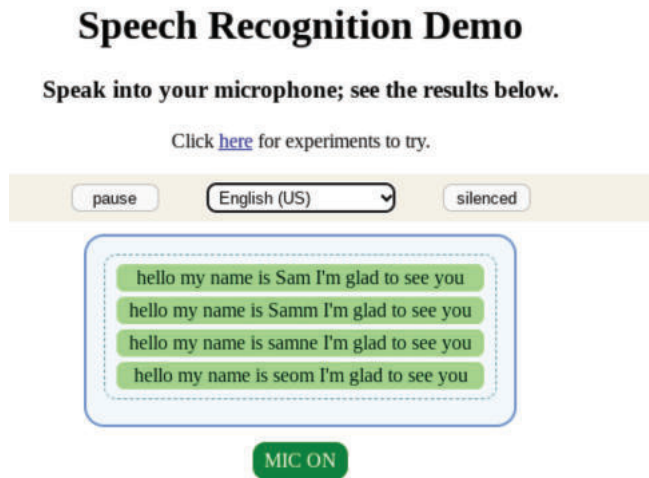 Speech Recognition Demo
Speak into your microphone; see the results below.
Click here for experiments to try.
pause English (US) silenced
hello my name is Sam I'm glad to see you
hello my name is Samm I'm glad to see you
hello my name is samne I'm glad to see you
hello my name is seom I'm glad to see you
MIC ON